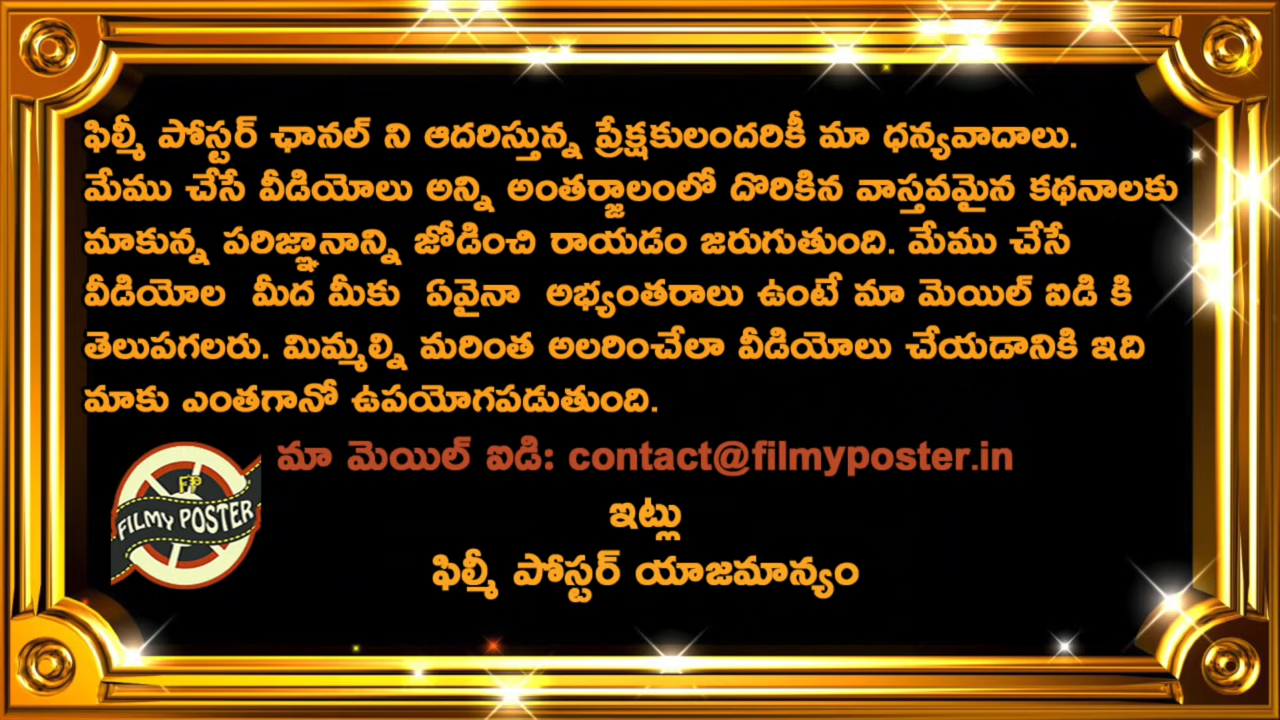 ఫిల్మీ పోస్టర్ ఛానల్ ని ఆదరిస్తున్న ప్రేక్షకులందరికీ మా ధన్యవాదాలు.
మేము చేసే వీడియోలు అన్ని అంతర్జాలంలో దొరికిన వాస్తవమైన కథనాలకు
మాకున్న పరిజ్ఞానాన్ని జోడించి రాయడం జరుగుతుంది. మేము చేసే
వీడియోల మీద మీకు ఏవైనా అభ్యంతరాలు ఉంటే మా మెయిల్ ఐడి కి
తెలుపగలరు. మిమ్మల్ని మరింత అలరించేలా వీడియోలు చేయడానికి ఇది
మాకు ఎంతగానో ఉపయోగపడుతుంది.
మా మెయిల్ ఐడి: contact@filmyposter.in
FP
FILMY POSTER
ఇట్లు
ఫిల్మీ పోస్టర్ యాజమాన్యం